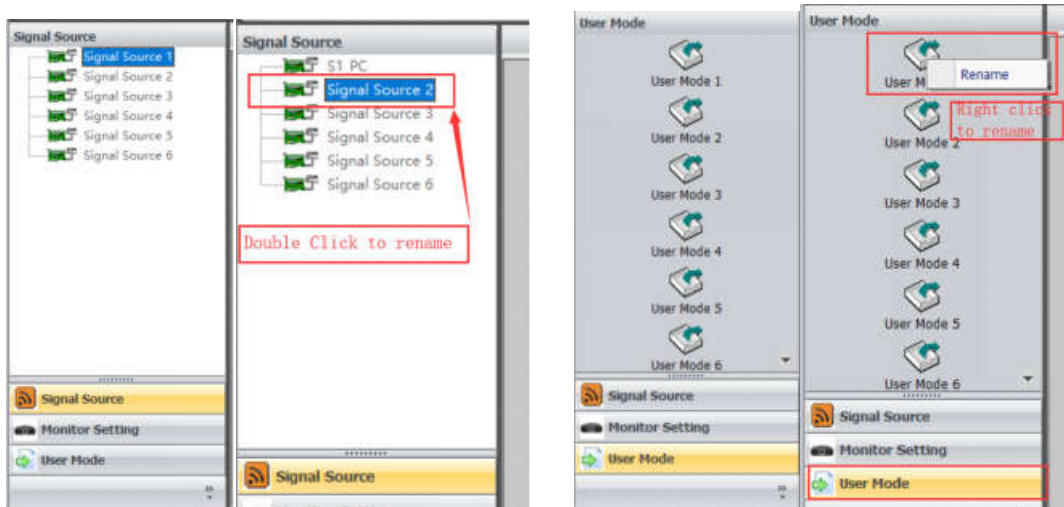 Signal Source
Signal Source 1
Signal Source 2
Signal Source 3
Signal Source 4
Signal Source 5
Signal Source 6
Signal Source
Monitor Setting
User Mode
Signal Source
S1 PC
Signal Source 2
Signal Source 3
Signal Source 4
Signal Source 5
Signal Source 6
Double Click to rename
Signal Source
User Mode
User Mode 1
User Mode 2
User Mode 3
User Mode 4
User Mode 5
User Mode 6
Signal Source
Monitor Setting
User Mode
User Mode
User M
Rename
Right click
to rename
User Mode 2
User Mode 3
User Mode 4
User Mode 5
User Mode 6
Signal Source
Monitor Setting
User Mode